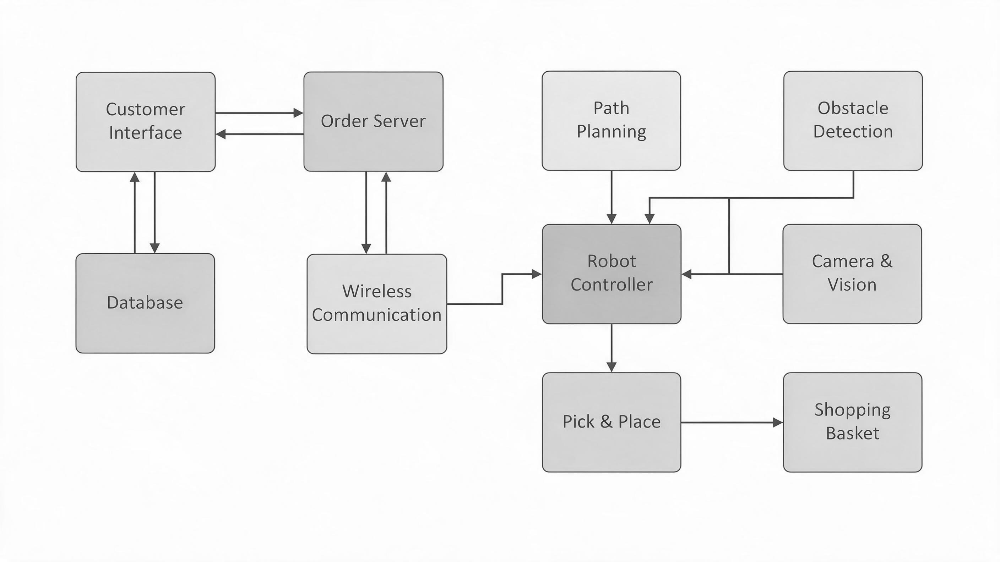 Customer
Interface
Order Server
Path
Planning
Obstacle
Detection
Database
Wireless
Communication
Robot
Controller
Camera &
Vision
Pick & Place
Shopping
Basket